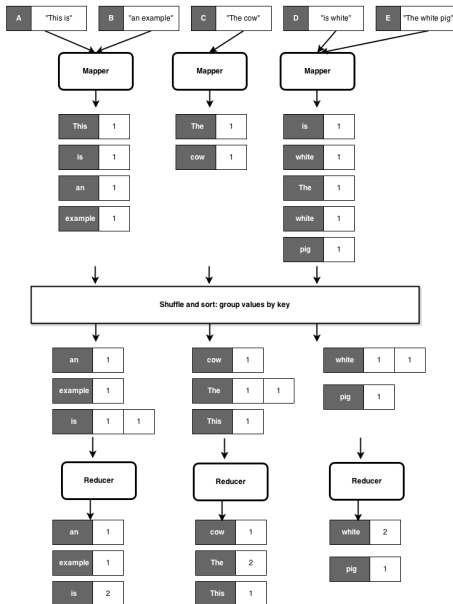 A "This is" B "an example" C "The cow" D "is white" E "The white pig"
Mapper Mapper Mapper
This 1 The 1 is 1
is 1 cow 1 white 1
an 1 The 1
example 1 white 1
pig 1
Shuffle and sort: group values by key
an 1 cow 1 white 1 1
example 1 The 1 1 pig 1
is 1 1 This 1
Reducer Reducer Reducer
an 1 cow 1 white 2
example 1 The 2 pig 1
is 2 This 1